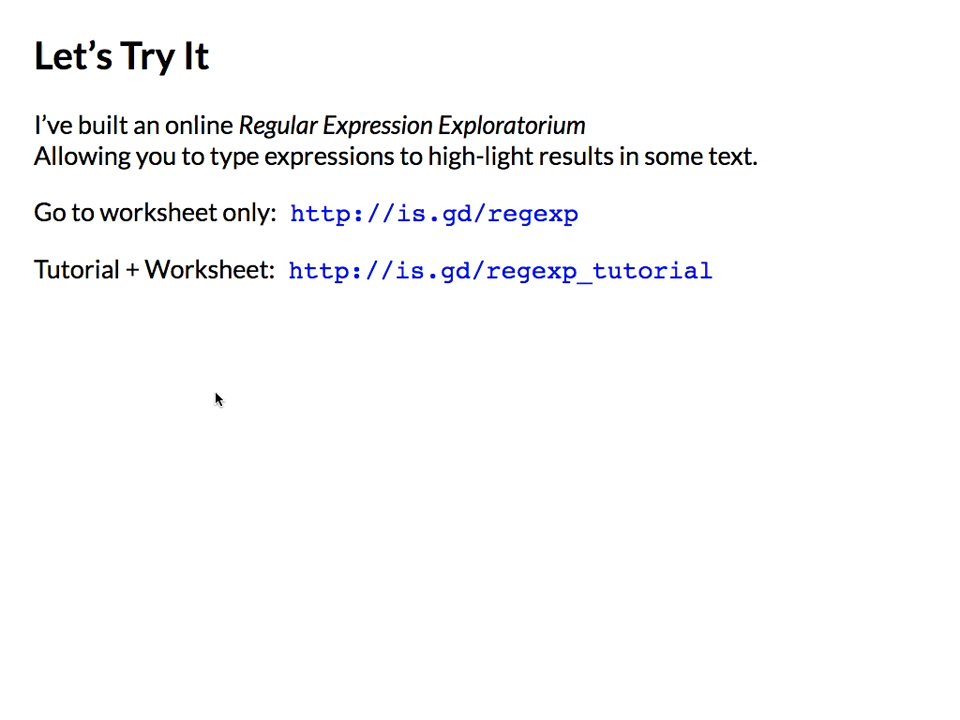 Let’s Try It
I’ve built an online Regular Expression Exploratorium
Allowing you to type expressions to high-light results in some text.
Go to worksheet only: http://is.gd/regexp
Tutorial + Worksheet: http://is.gd/regexp_tutorial